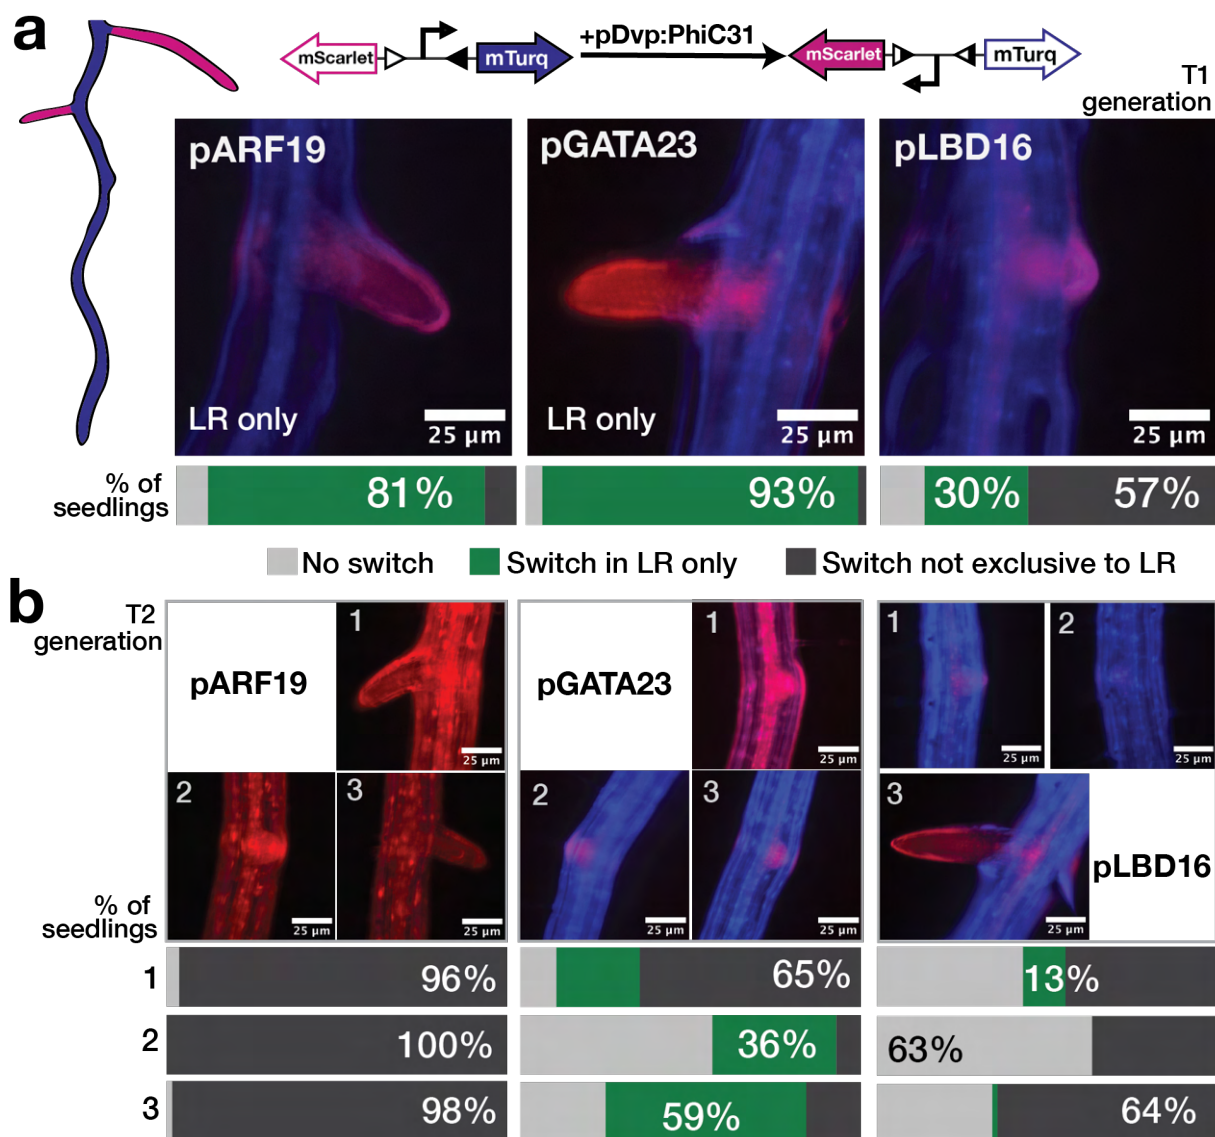 a
mScarlet
mTurq
+pDvp:PhiC31
mScarlet
mTurq
T1
generation
pARF19
LR only
25 µm
pGATA23
LR only
25 µm
pLBD16
25 µm
% of
seedlings
81%
93%
30%
57%
No switch
Switch in LR only
Switch not exclusive to LR
b
T2
generation
pARF19
1
25 µm
2
25 µm
3
25 µm
pGATA23
1
25 µm
2
25 µm
3
25 µm
1
25 µm
2
25 µm
3
25 µm
pLBD16
% of
seedlings
1
96%
65%
13%
2
100%
36%
63%
3
98%
59%
64%